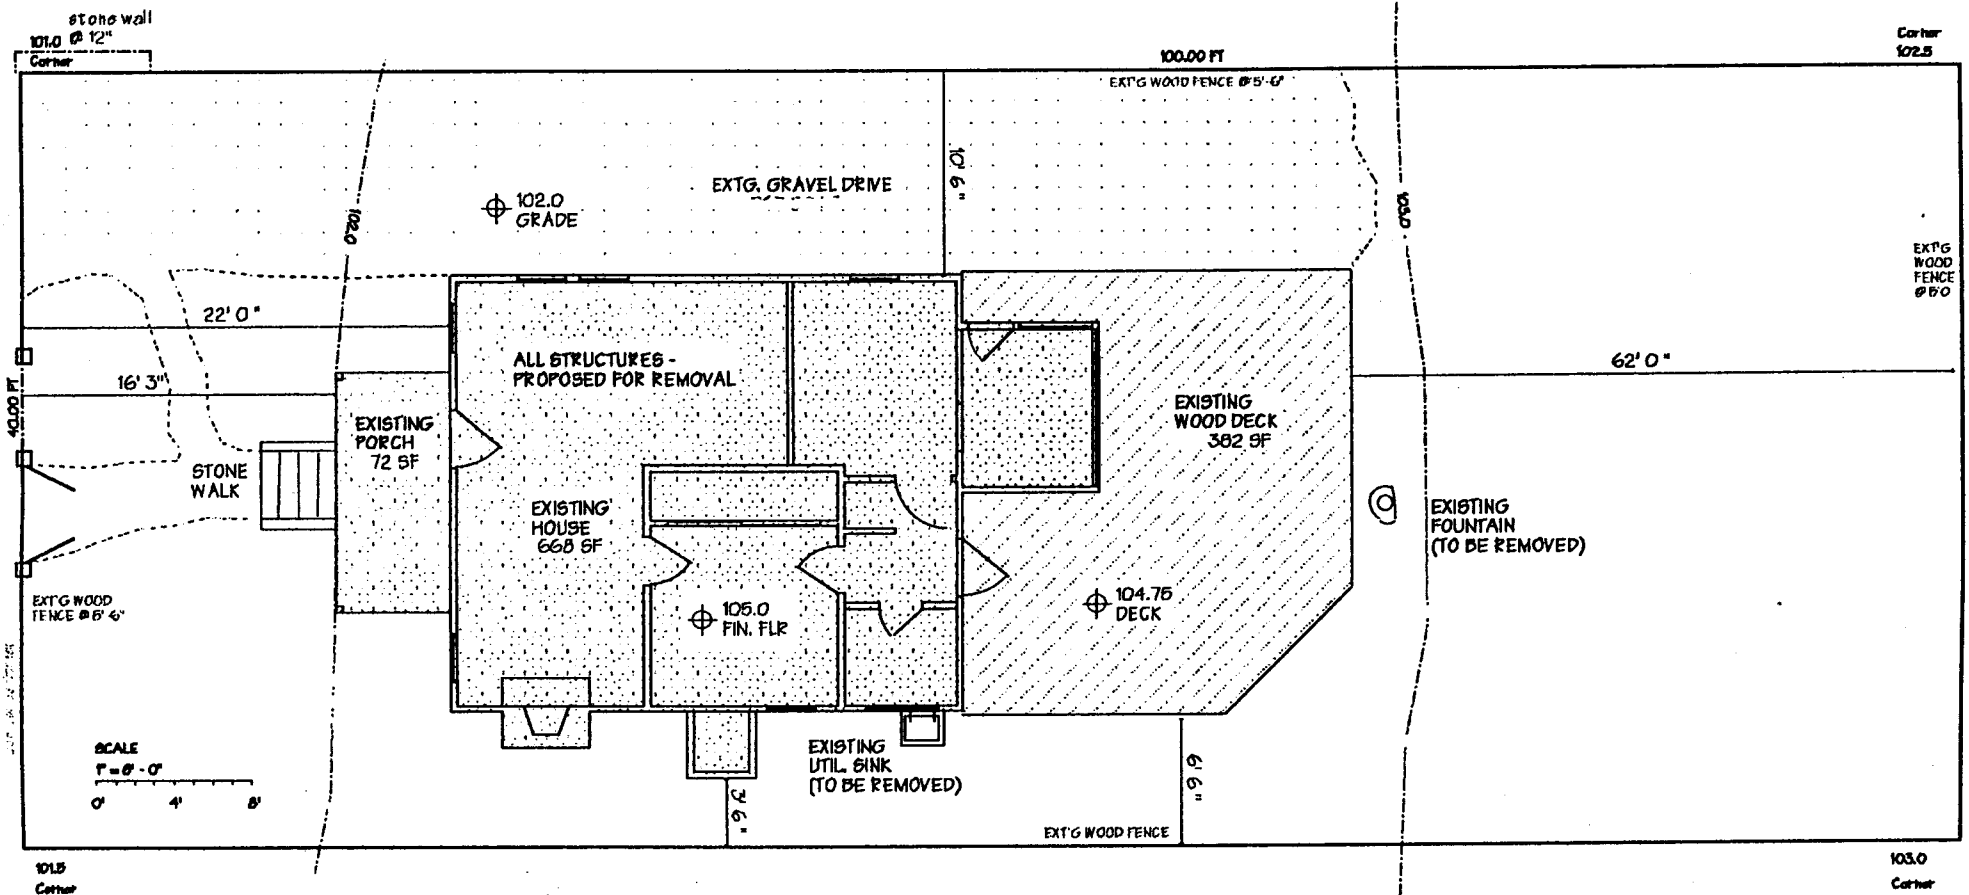 stone wall
@ 12"
101.0
Corner
100.00 FT
EXT'G WOOD FENCE @ 5'-6"
Corner
102.5
102.0
GRADE
EXTG. GRAVEL DRIVE
10' 6"
102.0
103.0
EXT'G
WOOD
FENCE
@ 5'0
22' 0"
16' 3"
40.00 FT
ALL STRUCTURES -
PROPOSED FOR REMOVAL
62' 0"
EXISTING
PORCH
72 SF
EXISTING
WOOD DECK
382 SF
STONE
WALK
EXISTING
HOUSE
668 SF
EXISTING
FOUNTAIN
(TO BE REMOVED)
EXT'G WOOD
FENCE @ 5'-6"
105.0
FIN. FLR
104.75
DECK
SCALE
0' 4' 8'
EXISTING
UTIL. SINK
(TO BE REMOVED)
3' 6"
6' 6"
EXT'G WOOD FENCE
101.5
Corner
103.0
Corner